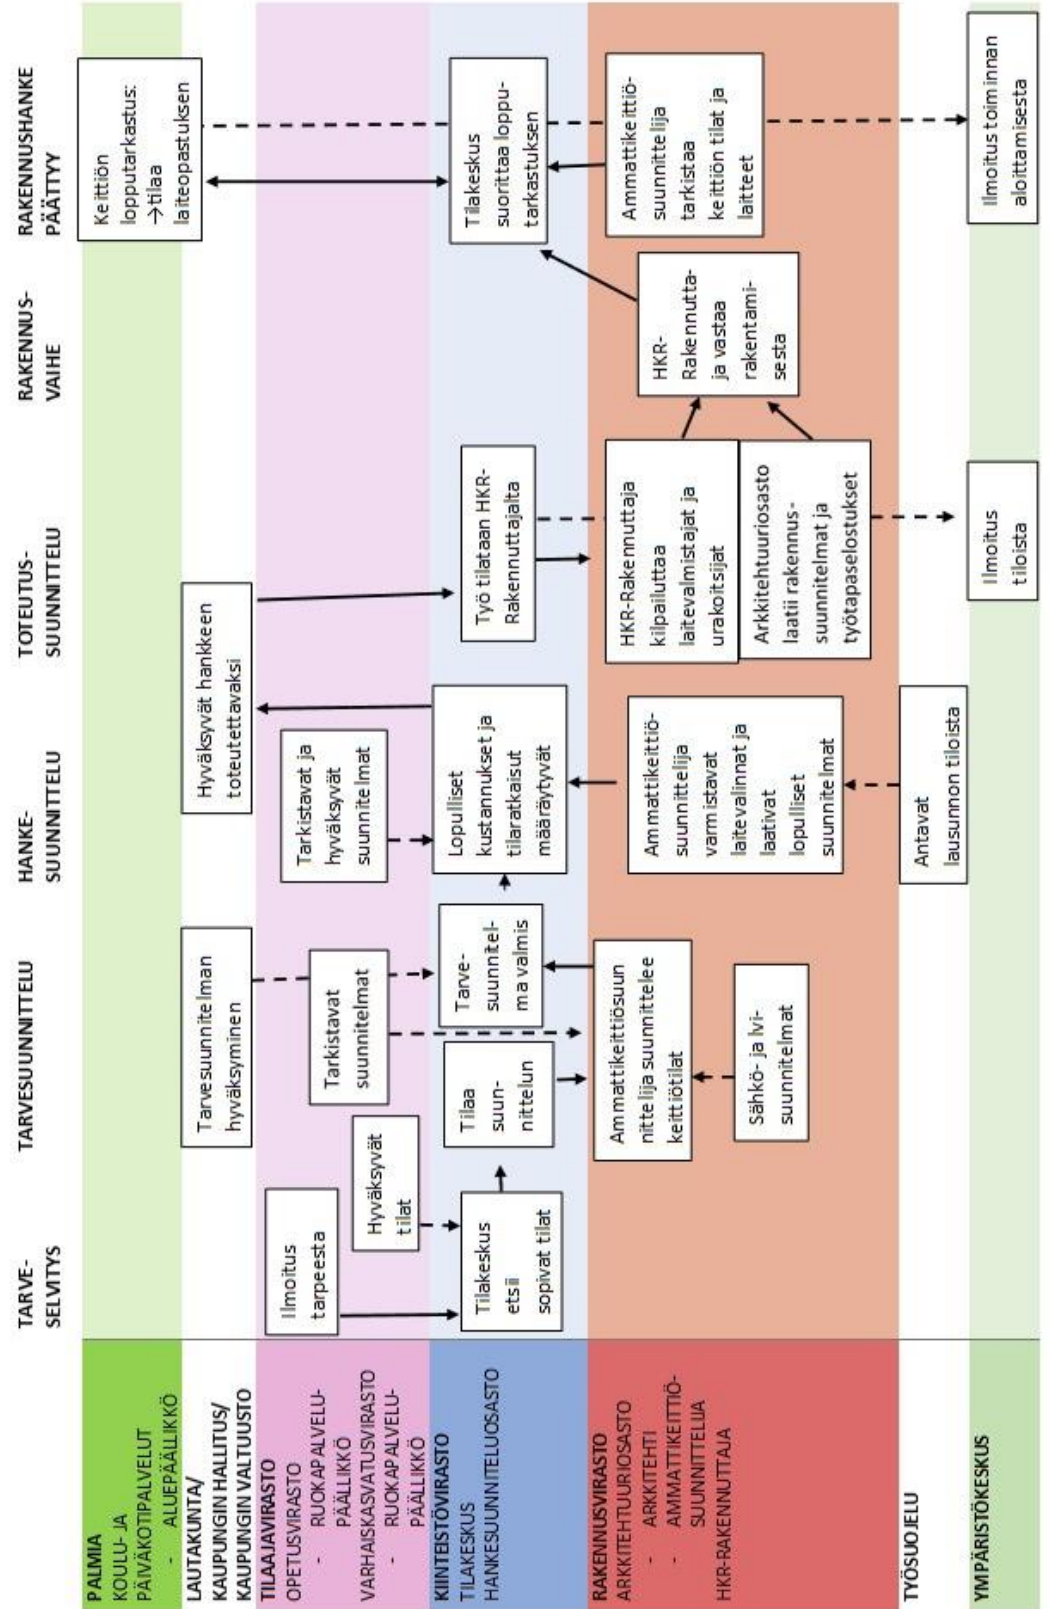 TARVE-
SELVITYS
TARVESUUNNITTELU
HANKE-
SUUNNITTELU
TOTEUTUS-
SUUNNITTELU
RAKENNUS-
VAIHE
RAKENNUSHANKE
PÄÄTTYY
PALMIA
KOULU- JA
PÄIVÄKOTIPALVELUT
- ALUEPÄÄLLIKKÖ
Keittiön
lopputarkastus:
→tilaa
laiteopastuksen
LAUTAKUNTA/
KAUPUNGIN HALLITUS/
KAUPUNGIN VALTUUSTO
Tarvesuunnitelman
hyväksyminen
Hyväksyvät hankkeen
toteutettavaksi
TILAAJAVIRASTO
OPETUSVIRASTO
- RUOKAPALVELU-
PÄÄLLIKKÖ
VARHAISKASVATUSVIRASTO
- RUOKAPALVELU-
PÄÄLLIKKÖ
Ilmoitus
tarpeesta
Hyväksyvät
tilat
Tarkistavat
suunnitelmat
Tarkistavat ja
hyväksyvät
suunnitelmat
KIINTEISTÖVIRASTO
TILAKESKUS
HANKESUUNNITELUOSASTO
Tilakeskus
etsii
sopivat tilat
Tilaa
suun-
nittelun
Tarve-
suunnitel-
ma valmis
Lopulliset
kustannukset ja
tilaratkaisut
määräytyvät
Työ tilataan HKR-
Rakennuttajalta
Tilakeskus
suorittaa loppu-
tarkastuksen
RAKENNUSVIRASTO
ARKKITEHTUURIOSASTO
- ARKKITEHTI
- AMMATTIKEITTIÖ-
SUUNNITTELIJA
HKR-RAKENNUTTAJA
Ammattikeittiösuun
nittelija suunnittelee
keittiötilat
Sähkö- ja lvi-
suunnitelmat
Ammattikeittiö-
suunnittelija
varmistavat
laitevalinnat ja
laativat
lopulliset
suunnitelmat
HKR-Rakennuttaja
kilpailuttaa
laitevalmistajat ja
urakoitsijat
Arkkitehtuuriosasto
laatii rakennus-
suunnitelmat ja
työtapaselostukset
HKR-
Rakennutta-
ja vastaa
rakentami-
sesta
Ammattikeittiö-
suunnittelija
tarkistaa
keittiön tilat ja
laitteet
TYÖSUOJELU
Antavat
lausunnon tiloista
YMPÄRISTÖKESKUS
Ilmoitus
tiloista
Ilmoitus toiminnan
aloittamisesta